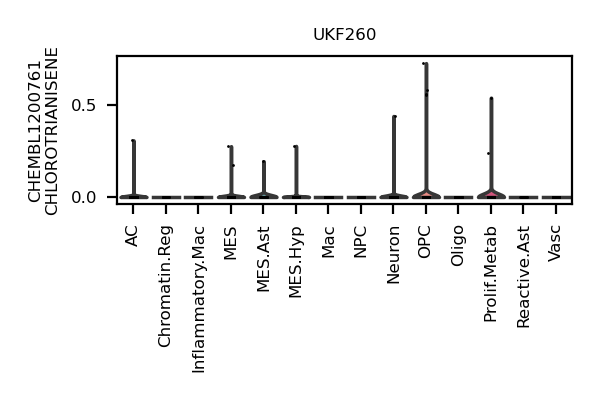 UKF260
CHEMBL1200761
CHLOROTRIANISENE
0.5
0.0
AC
Chromatin.Reg
Inflammatory.Mac
MES
MES.Ast
MES.Hyp
Mac
NPC
Neuron
OPC
Oligo
Prolif.Metab
Reactive.Ast
Vasc